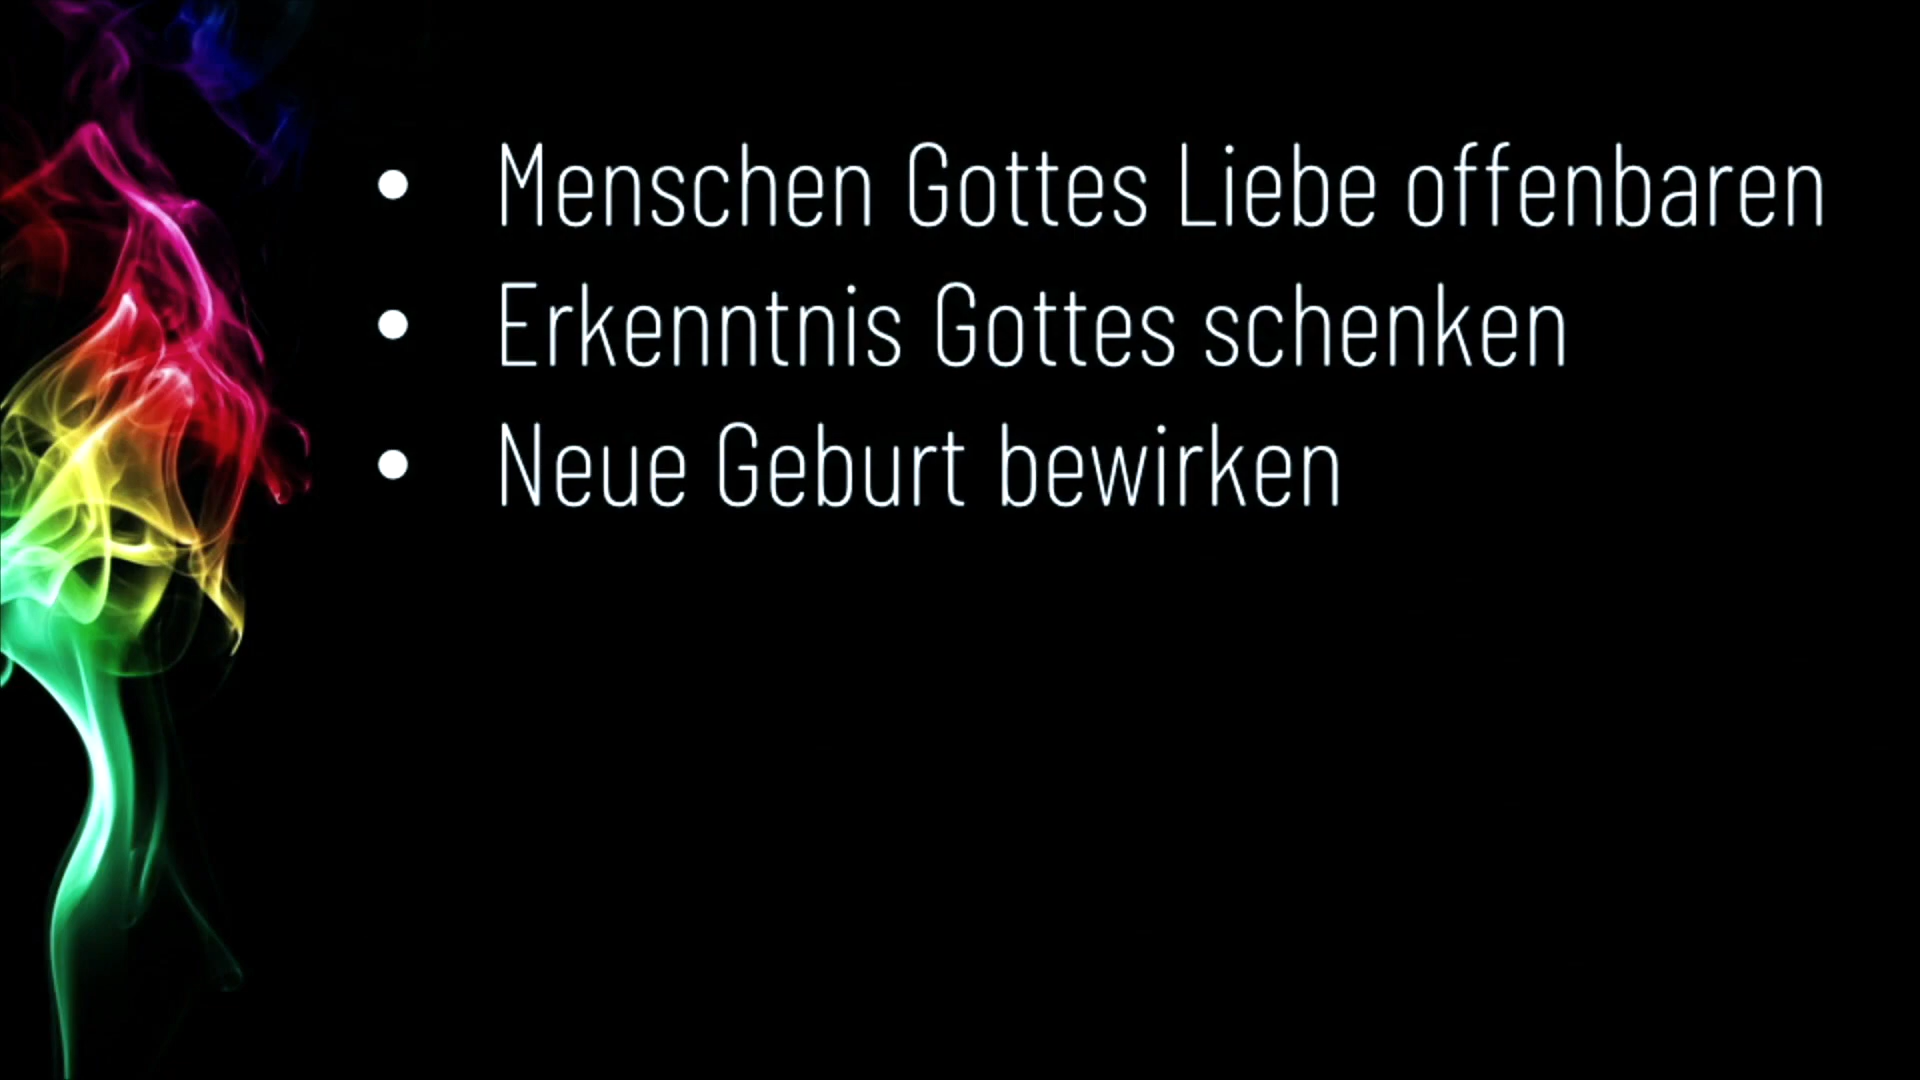 • Menschen Gottes Liebe offenbaren
• Erkenntnis Gottes schenken
• Neue Geburt bewirken